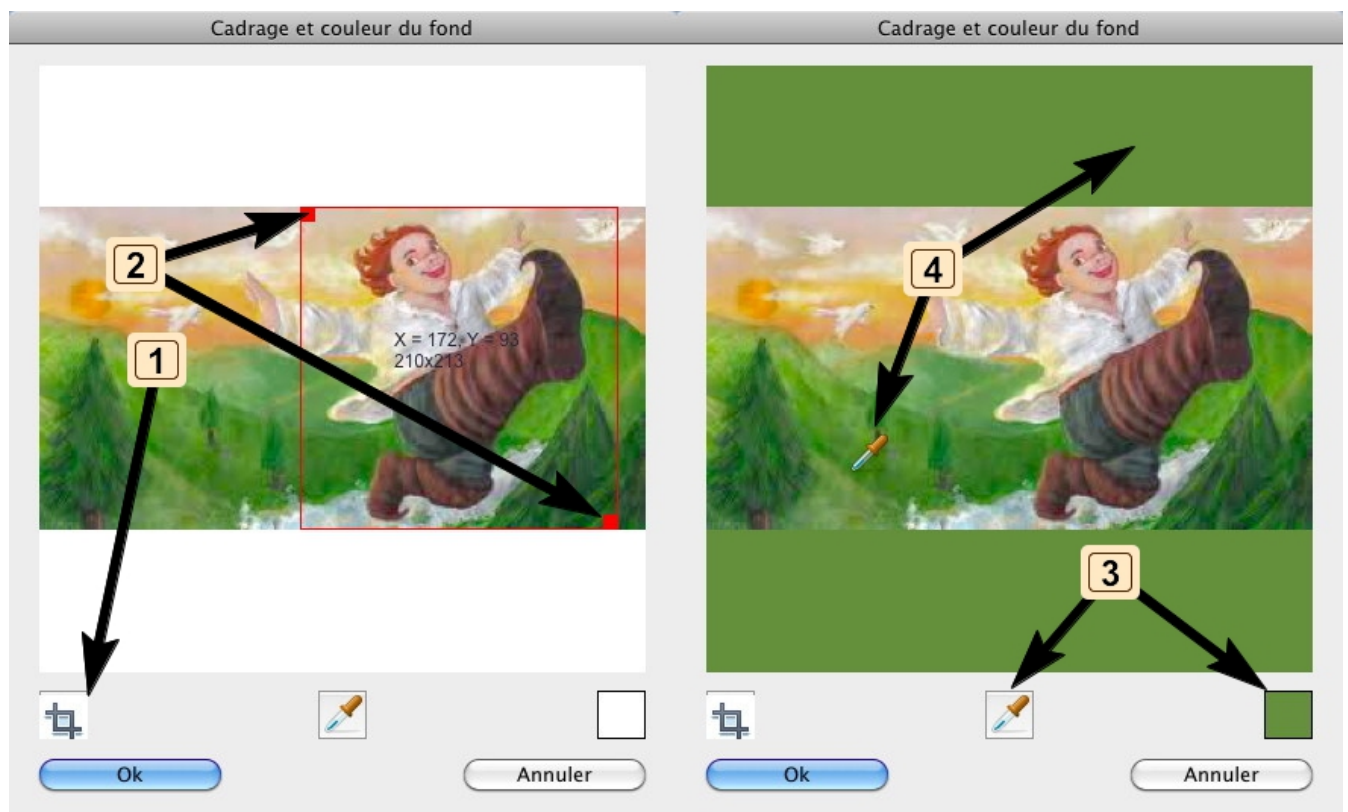 Cadrage et couleur du fond
2
1
X = 172, Y = 93
210x213
Ok
Annuler
Cadrage et couleur du fond
4
3
Ok
Annuler